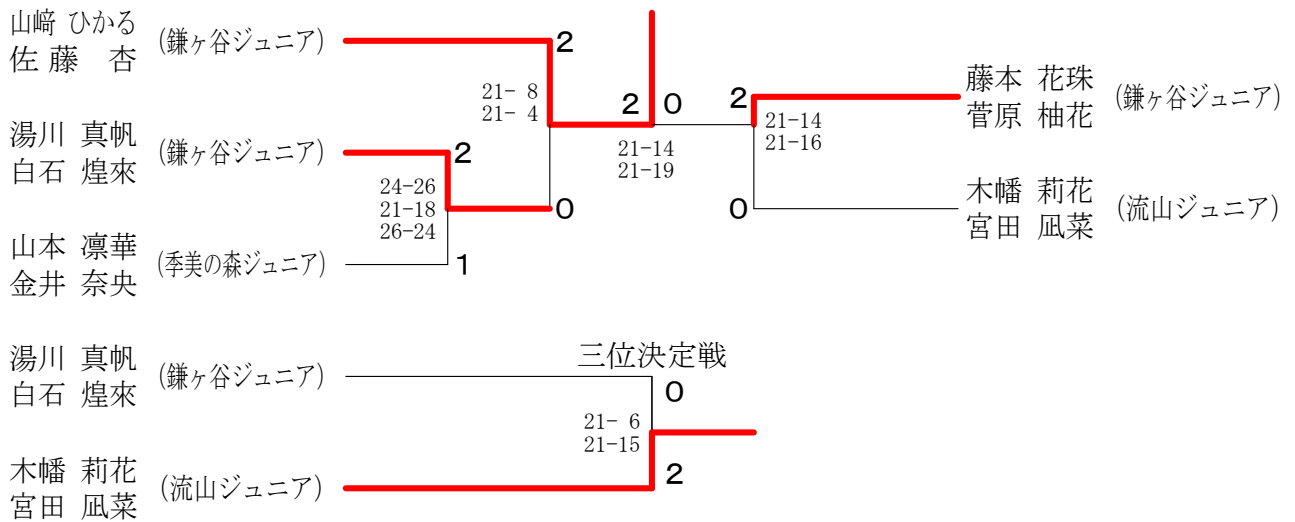 山﨑 ひかる
佐藤 杏
(鎌ヶ谷ジュニア)
2
21- 8
21- 4
2
0
2
21-14
21-16
藤本 花珠
菅原 柚花
(鎌ヶ谷ジュニア)
湯川 真帆
白石 煌來
(鎌ヶ谷ジュニア)
2
24-26
21-18
26-24
0
21-14
21-19
0
木幡 莉花
宮田 凪菜
(流山ジュニア)
山本 凛華
金井 奈央
(季美の森ジュニア)
1
湯川 真帆
白石 煌來
(鎌ヶ谷ジュニア)
三位決定戦
0
21- 6
21-15
木幡 莉花
宮田 凪菜
(流山ジュニア)
2